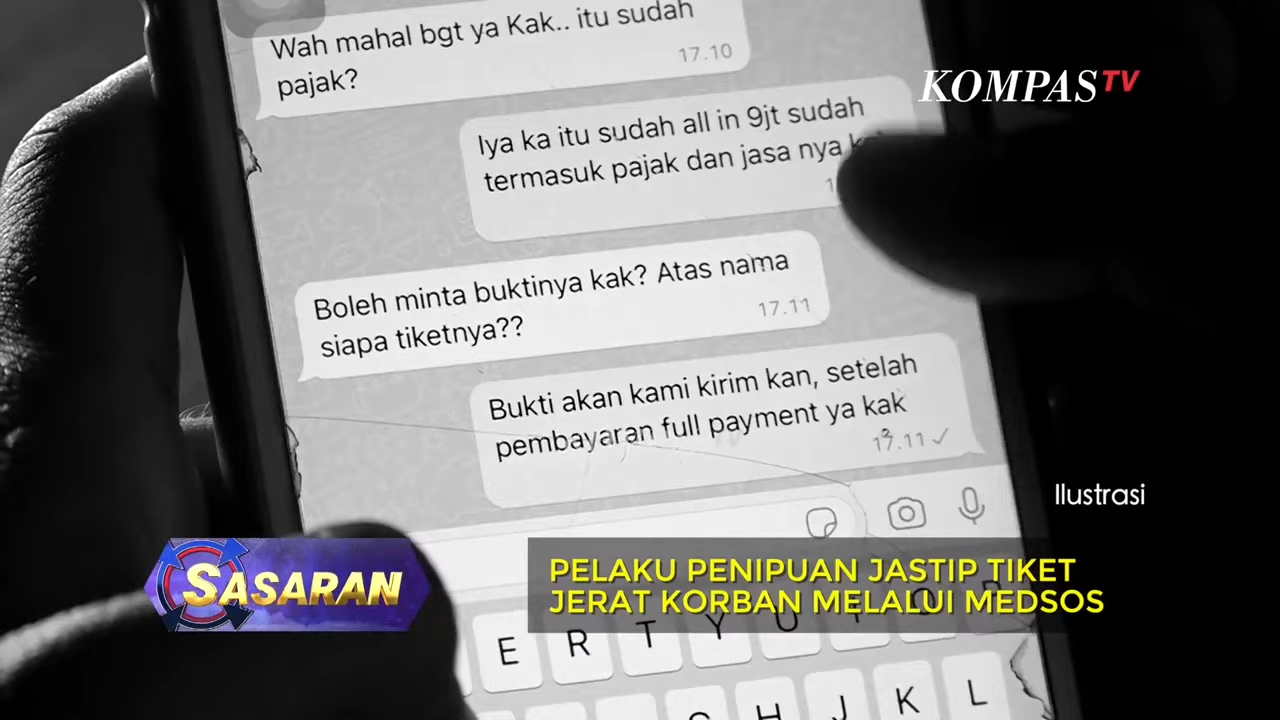 Wah mahal bgt ya Kak.. itu sudah
pajak?
17.10
KOMPASTV
Iya ka itu sudah all in 9jt sudah
termasuk pajak dan jasa nya
Boleh minta buktinya kak? Atas nama
siapa tiketnya??
17.11
Bukti akan kami kirim kan, setelah
pembayaran full payment ya kak
17.11
Ilustrasi
SASARAN
PELAKU PENIPUAN JASTIP TIKET
JERAT KORBAN MELALUI MEDSOS
E R T Y U I O P
G H J K L